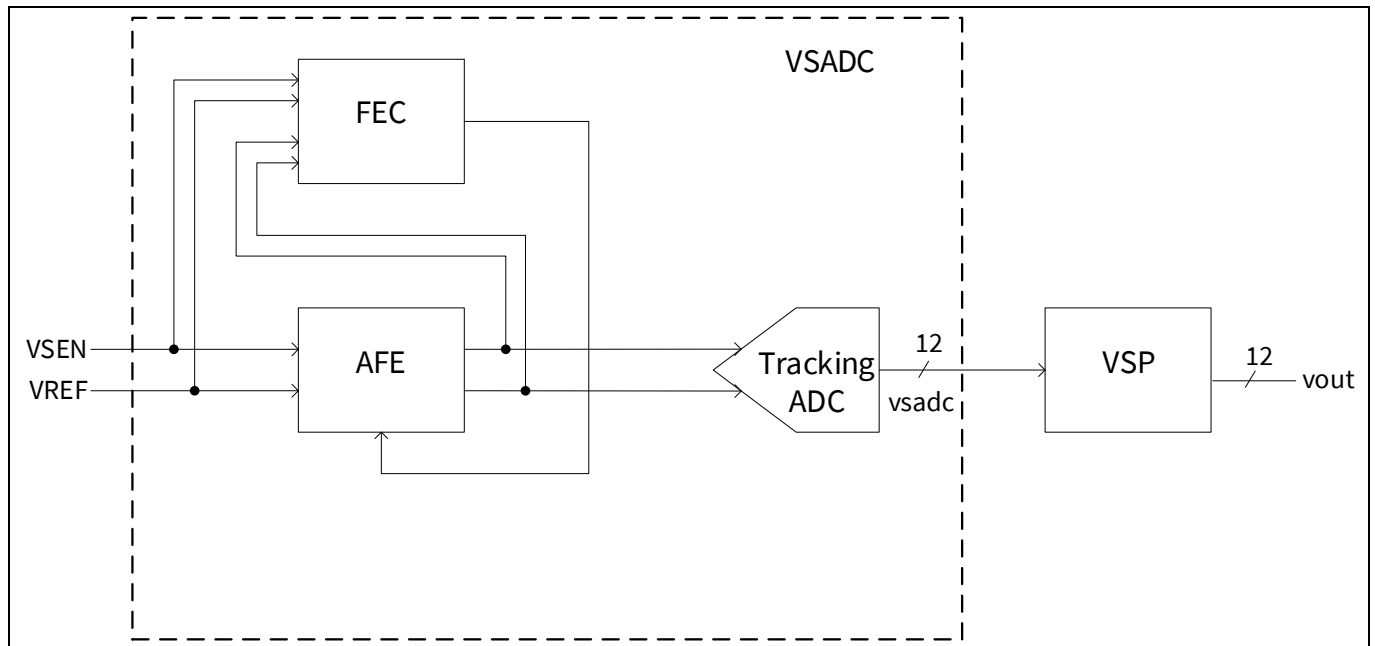 VSADC
FEC
VSEN
VREF
AFE
Tracking
ADC
12
vsadc
VSP
12
vout